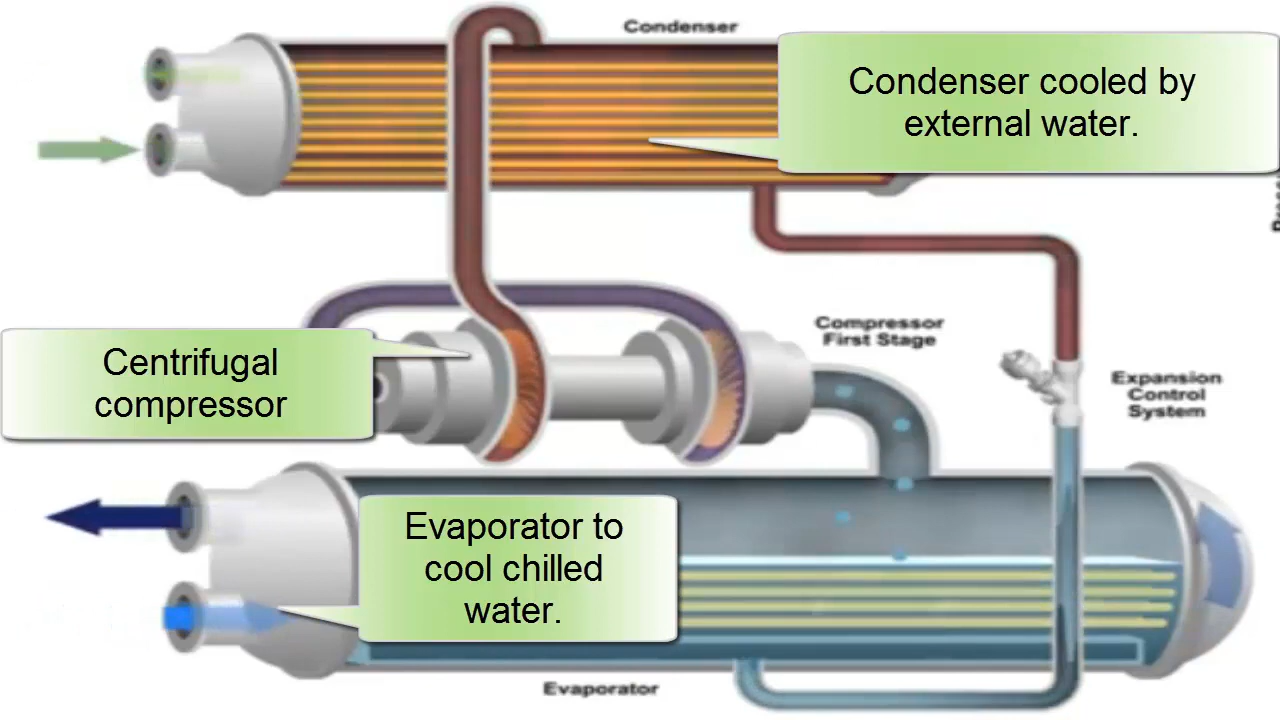 Condenser
Condenser cooled by
external water.
Compressor
First Stage
Centrifugal
compressor
Expansion
Control
System
Evaporator to
cool chilled
water.
Evaporator